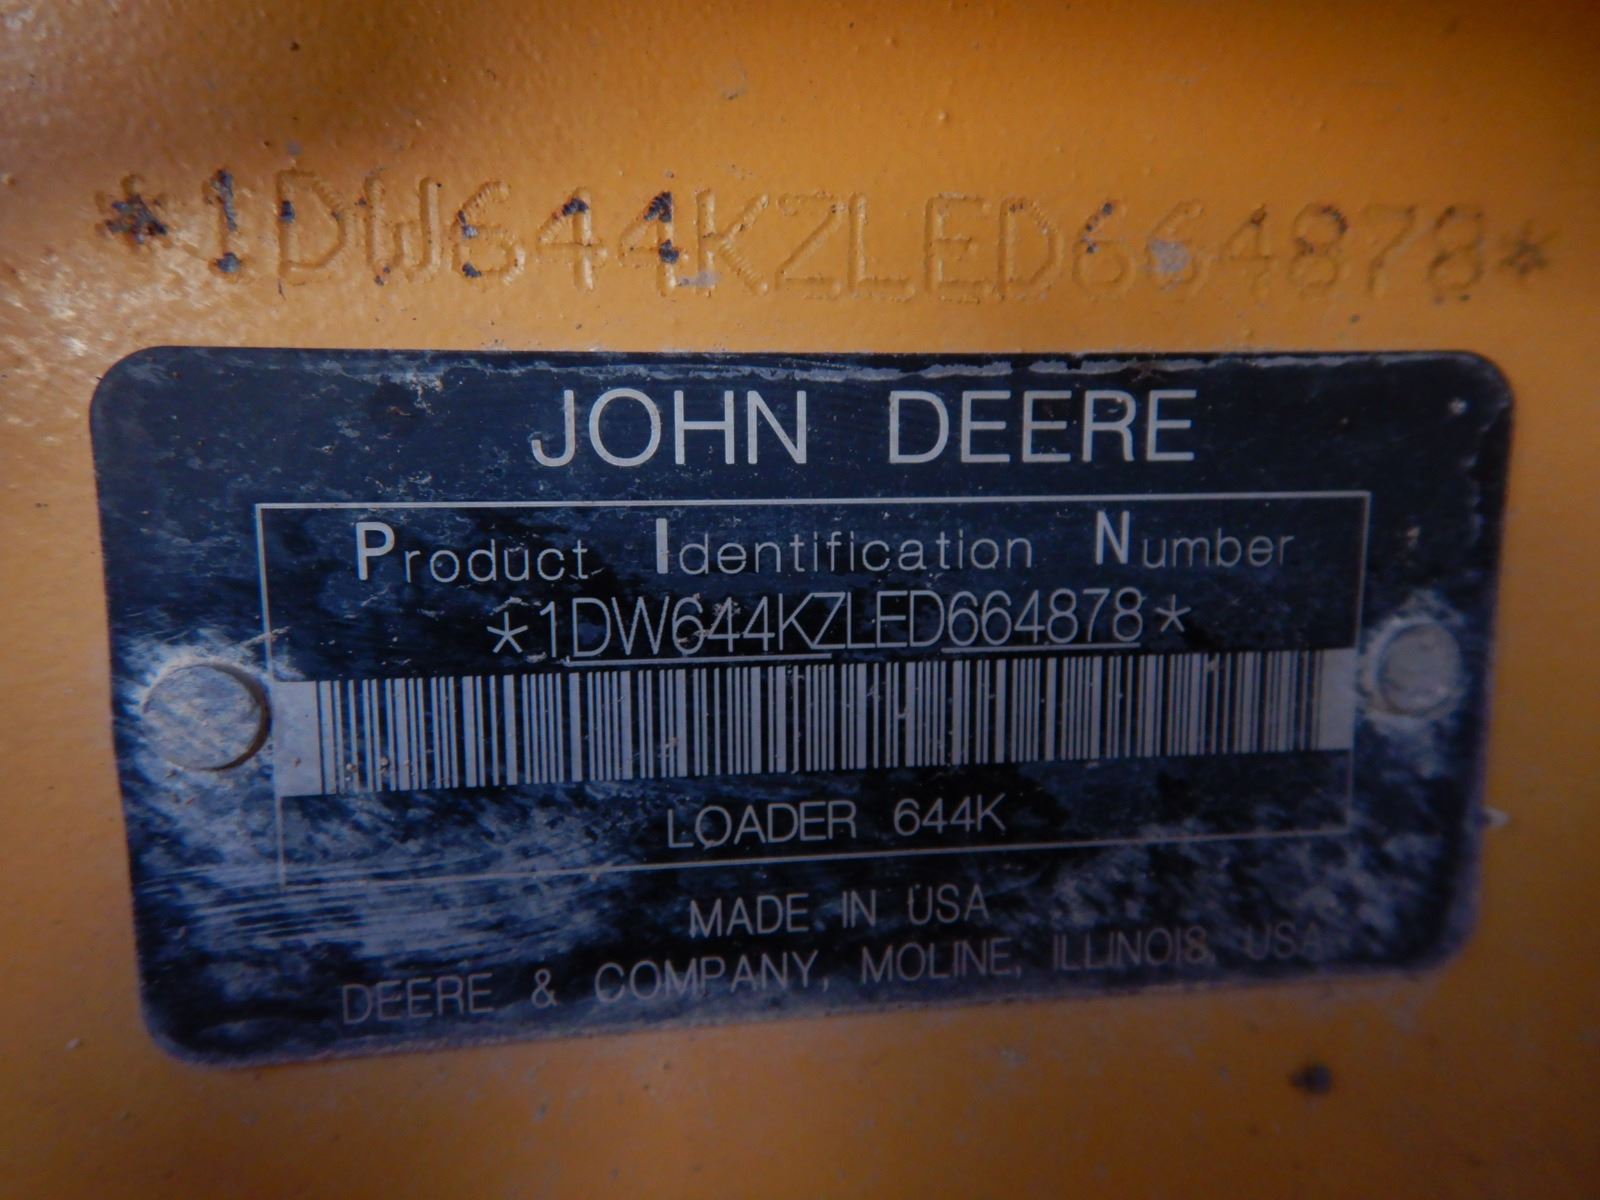 *1DW644KZLED664878*
JOHN DEERE
Product Identification Number
*1DW644KZLED664878*
LOADER 644K
MADE IN USA
DEERE & COMPANY, MOLINE, ILLINOIS, USA